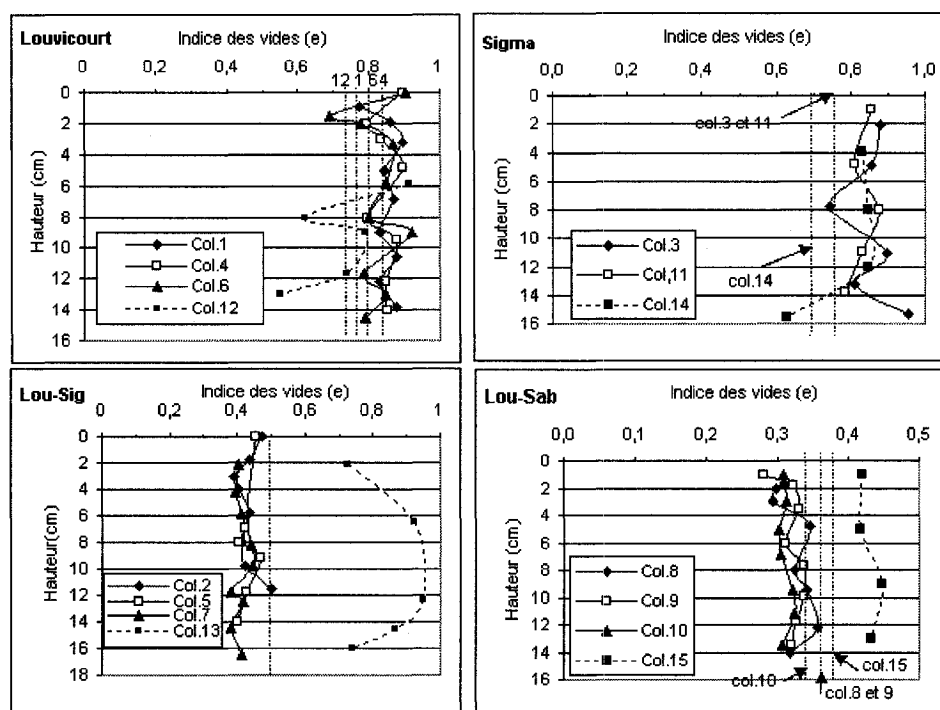 Louvicourt
Indice des vides (e)
0 0,2 0,4 0,6 0,8 1
12 1 6 4
Hauteur (cm)
0
2
4
6
8
10
12
14
16
Col.1
Col.4
Col.6
Col.12
Sigma
Indice des vides (e)
0,0 0,2 0,4 0,6 0,8 1,0
col.3 et 11
Hauteur (cm)
0
2
4
6
8
10
12
14
16
col.14
Col.3
Col,11
Col.14
Lou-Sig
Indice des vides (e)
0 0,2 0,4 0,6 0,8 1
Hauteur(cm)
0
2
4
6
8
10
12
14
16
18
Col.2
Col.5
Col.7
Col.13
Lou-Sab
Indice des vides (e)
0,0 0,1 0,2 0,3 0,4 0,5
Hauteur (cm)
0
2
4
6
8
10
12
14
16
Col.8
Col.9
Col.10
Col.15
col.15
col.10
col.8 et 9